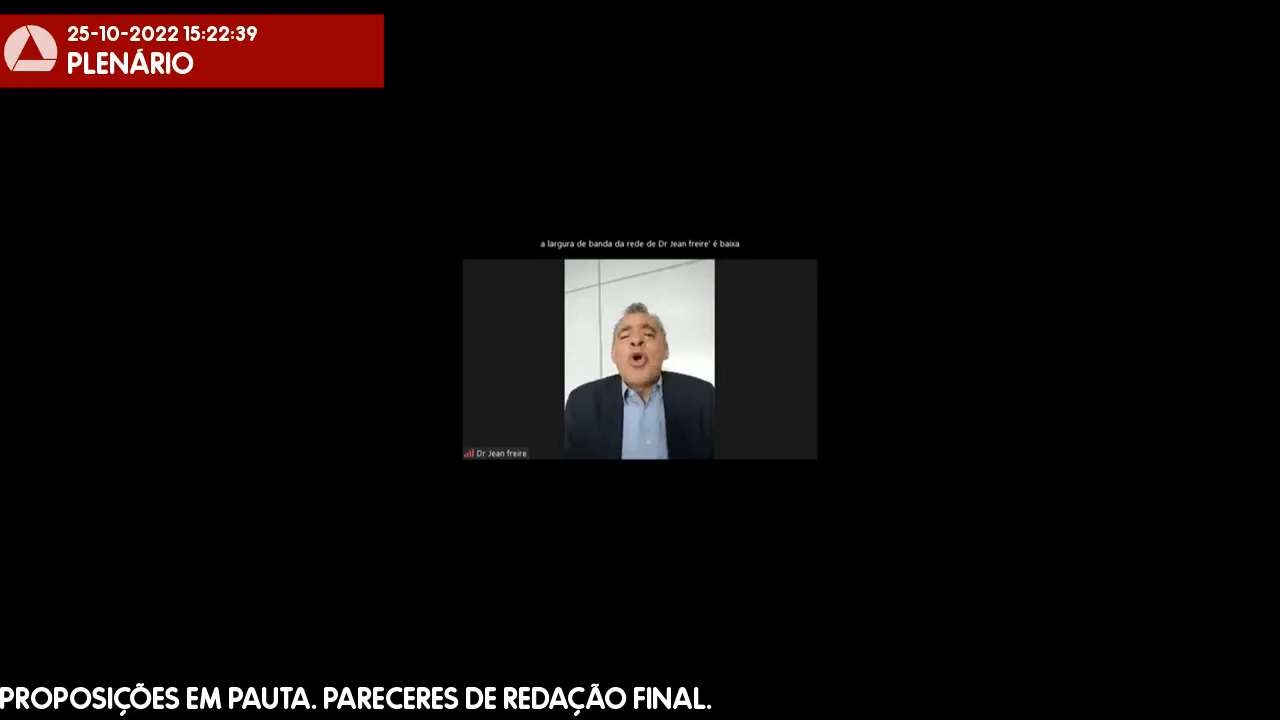 25-10-2022 15:22:39
PLENÁRIO
a largura de banda da rede de Dr Jean freire' é baixa
Dr Jean freire
PROPOSIÇÕES EM PAUTA. PARECERES DE REDAÇÃO FINAL.